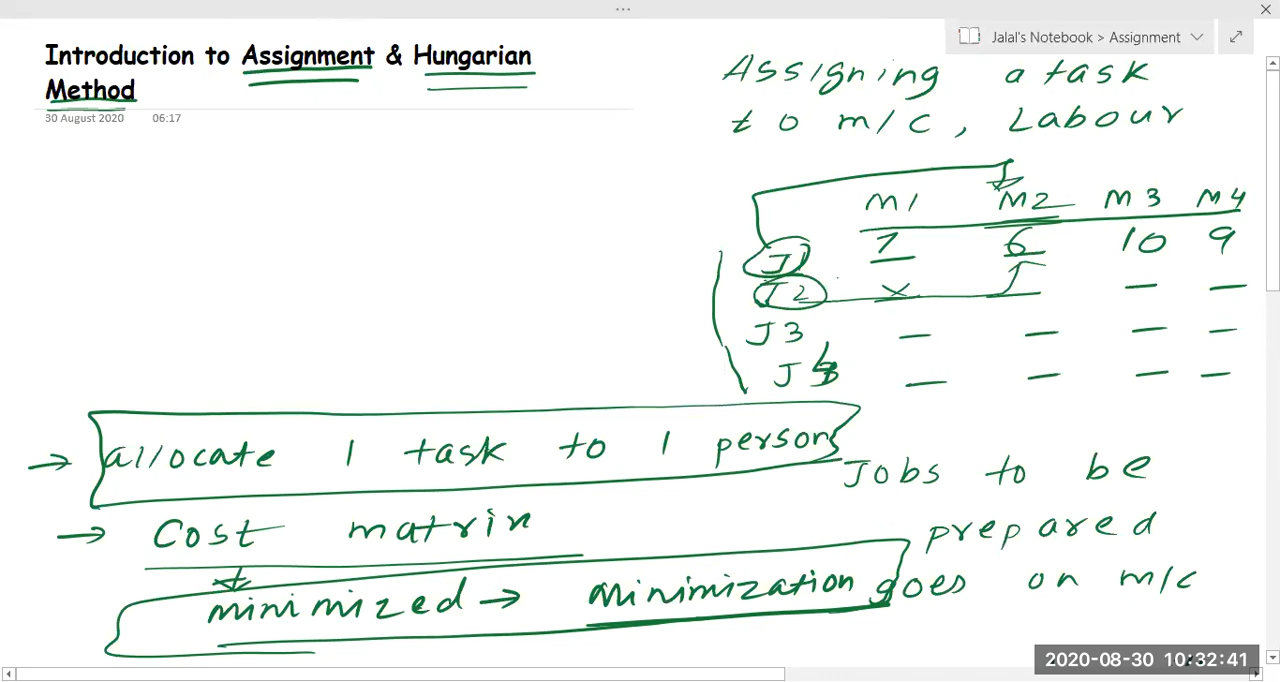 Introduction to Assignment & Hungarian
Method
30 August 2020 06:17
Jalal's Notebook > Assignment
Assigning a task
to m/c, Labour
M1 M2 M3 M4
J1 7 6 10 9
J2 x — — —
J3 — — — —
J4 — — — —
→ allocate 1 task to 1 person
→ Cost matrix
minimized → Minimization
Jobs to be
prepared
goes on m/c
2020-08-30 10:32:41